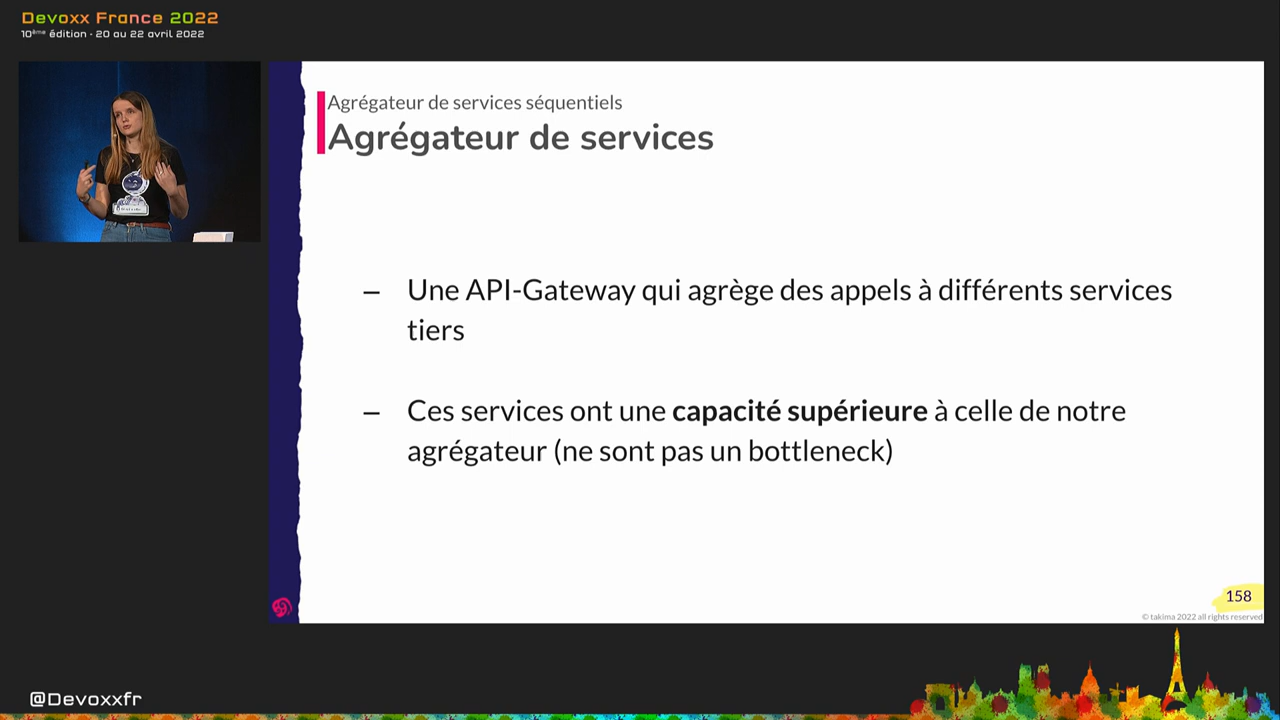 Devoxx France 2022
10ème édition - 20 au 22 avril 2022
Agrégateur de services séquentiels
Agrégateur de services
– Une API-Gateway qui agrège des appels à différents services
tiers
– Ces services ont une capacité supérieure à celle de notre
agrégateur (ne sont pas un bottleneck)
158
© takima 2022 all rights reserved
@Devoxxfr